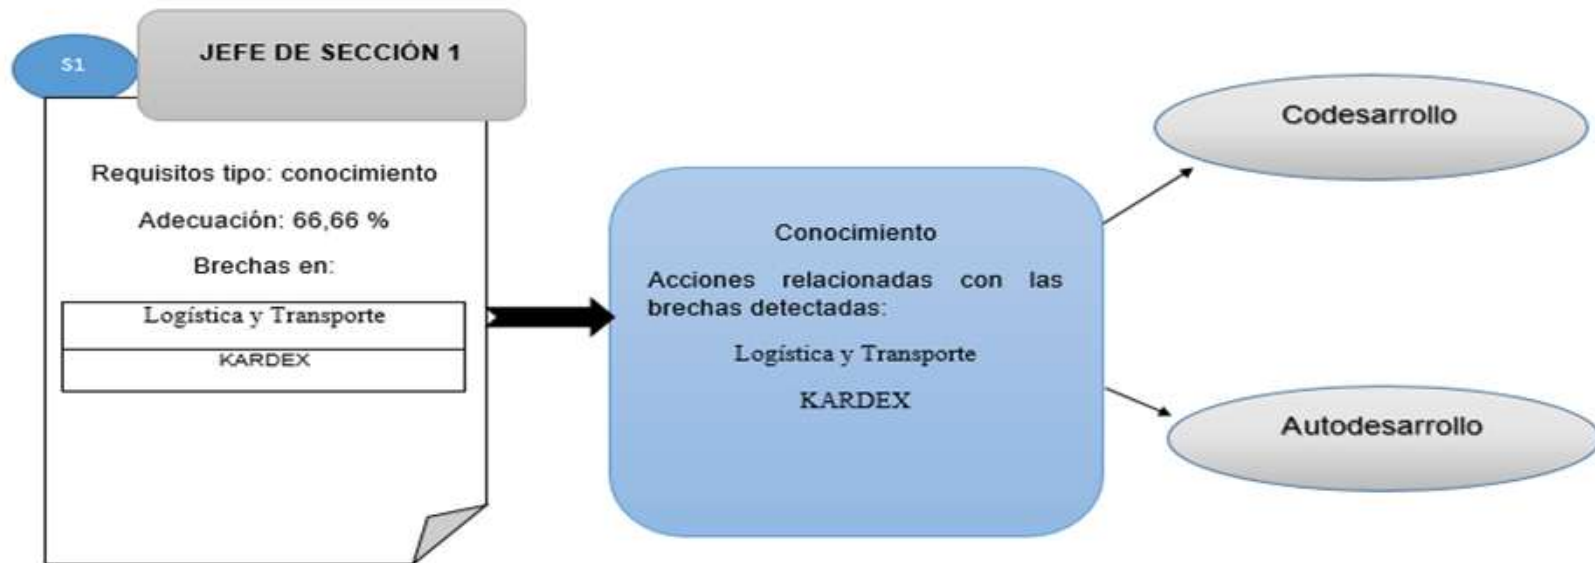 S1
JEFE DE SECCIÓN 1
Requisitos tipo: conocimiento
Adecuación: 66,66 %
Brechas en:
Logística y Transporte
KARDEX
Conocimiento
Acciones relacionadas con las
brechas detectadas:
Logística y Transporte
KARDEX
Codesarrollo
Autodesarrollo